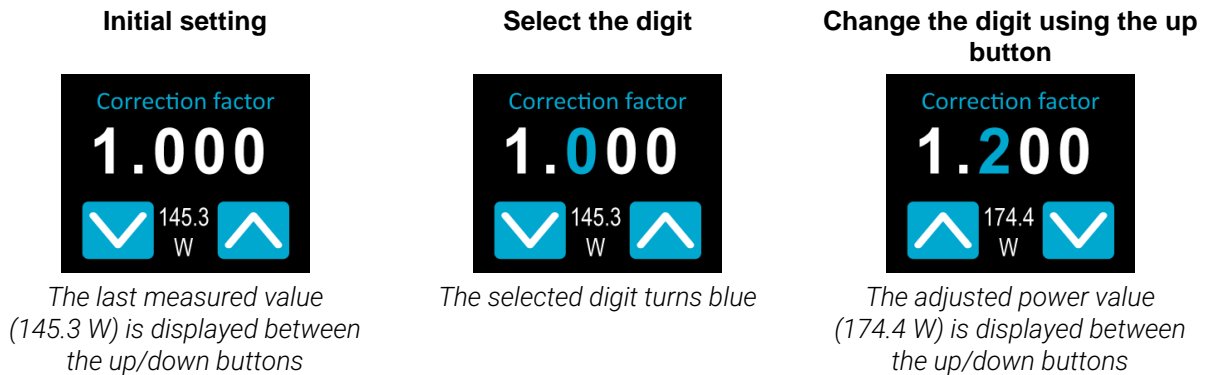 Initial setting
Correction factor
1.000
145.3
W
The last measured value
(145.3 W) is displayed between
the up/down buttons
Select the digit
Correction factor
1.000
145.3
W
The selected digit turns blue
Change the digit using the up
button
Correction factor
1.200
174.4
W
The adjusted power value
(174.4 W) is displayed between
the up/down buttons